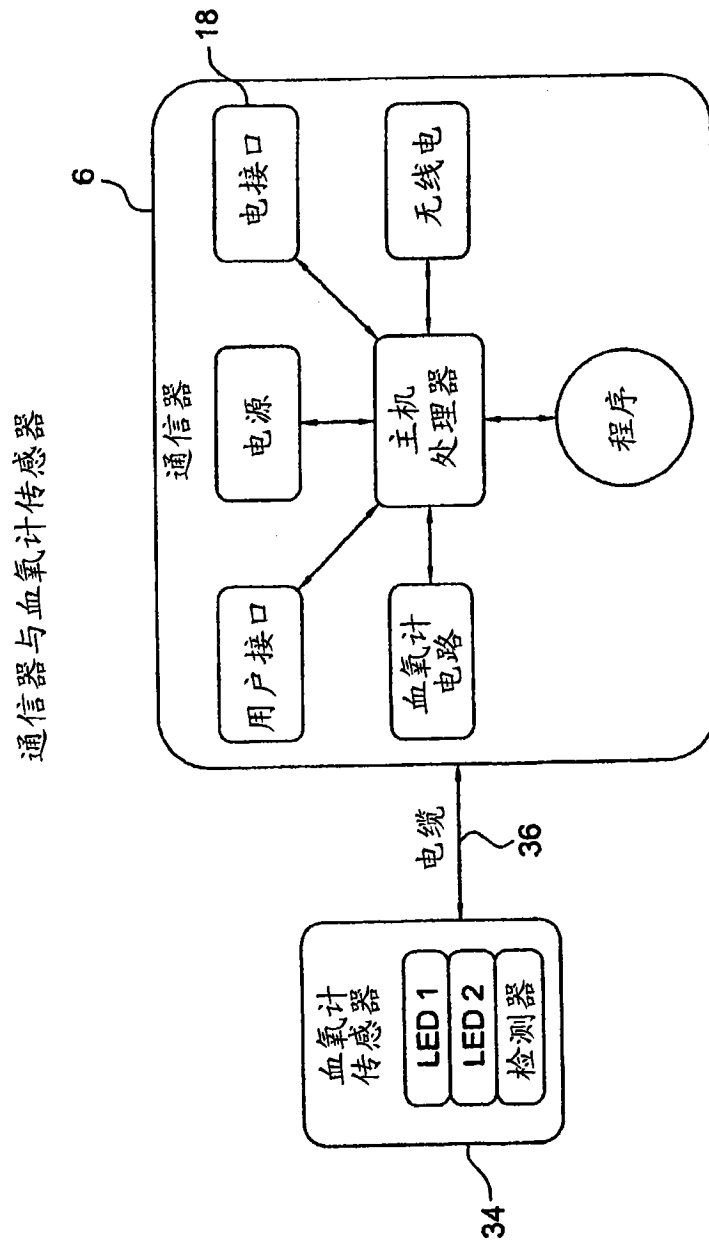 通信器与血氧计传感器
6
18
通信器
用户接口
电源
电接口
血氧计
电路
主机
处理器
无线电
程序
电缆
36
血氧计
传感器
LED 1
LED 2
检测器
34